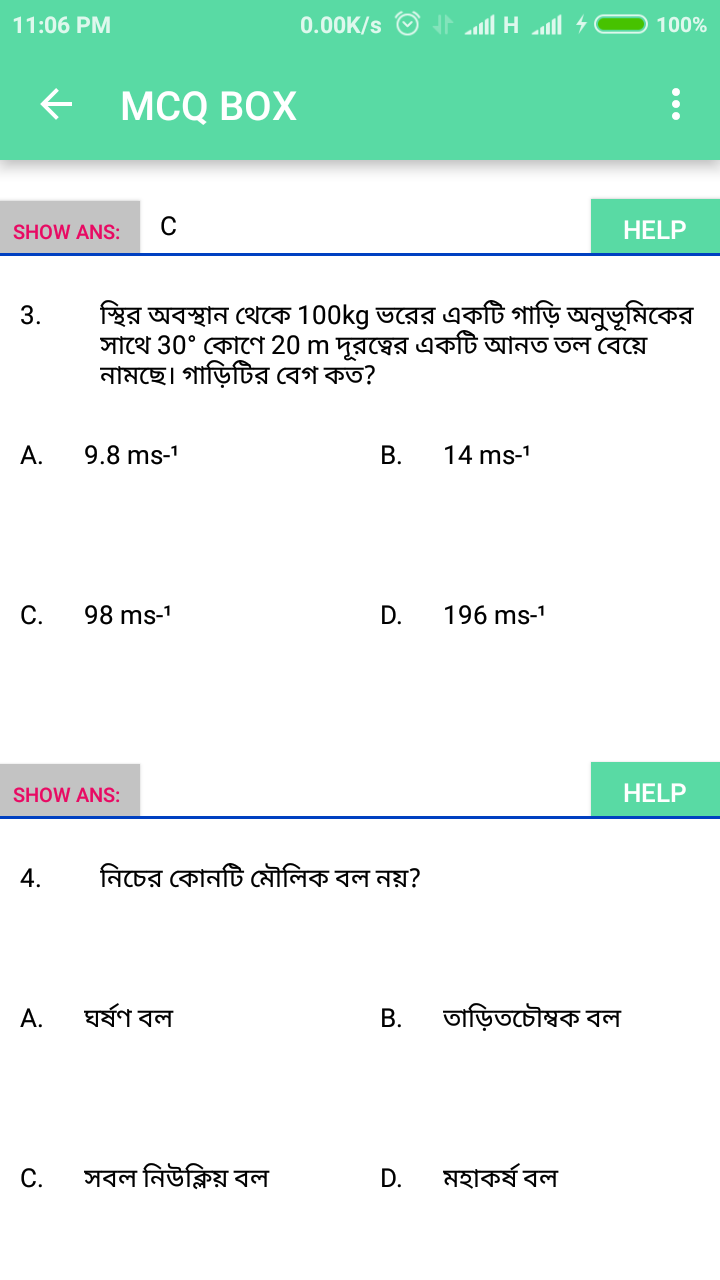 11:06 PM 0.00K/s H 100%
MCQ BOX
SHOW ANS: C HELP
3. স্থির অবস্থান থেকে 100kg ভরের একটি গাড়ি অনুভূমিকের
সাথে 30° কোণে 20 m দূরত্বের একটি আনত তল বেয়ে
নামছে। গাড়িটির বেগ কত?
A. 9.8 ms-¹ B. 14 ms-¹
C. 98 ms-¹ D. 196 ms-¹
SHOW ANS: HELP
4. নিচের কোনটি মৌলিক বল নয়?
A. ঘর্ষণ বল B. তাড়িতচৌম্বক বল
C. সবল নিউক্লিয় বল D. মহাকর্ষ বল